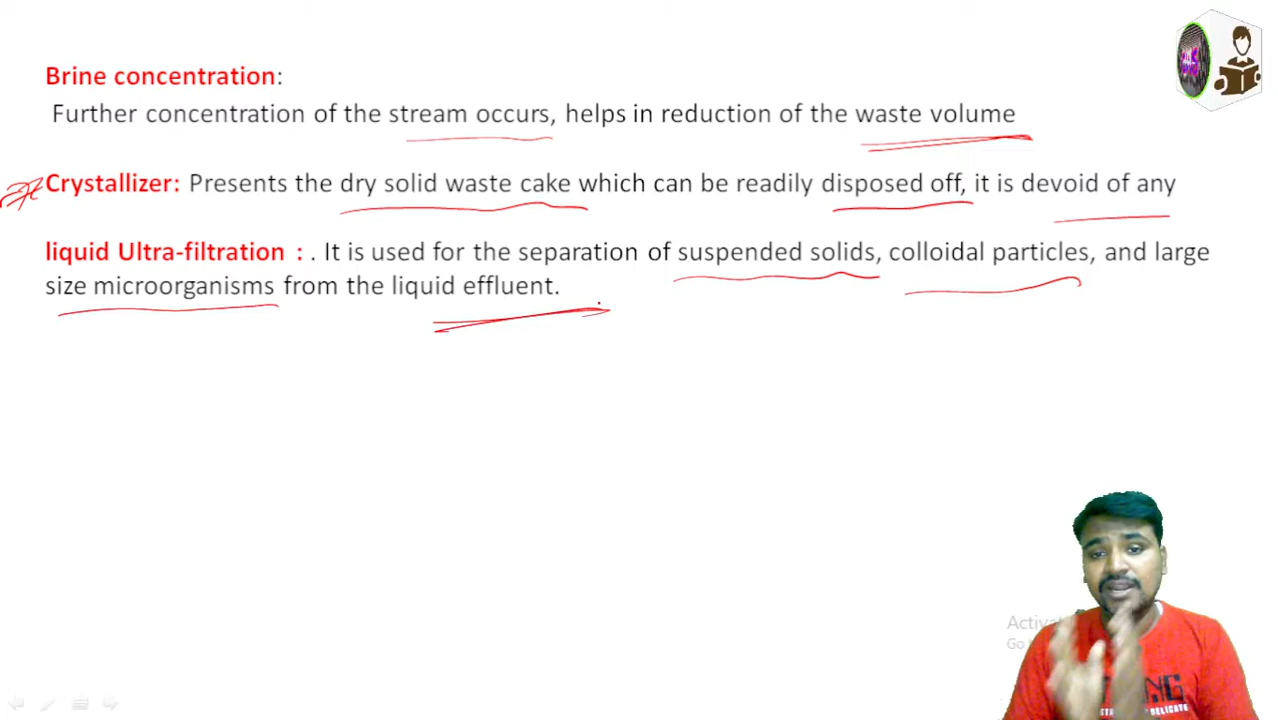 Brine concentration:
Further concentration of the stream occurs, helps in reduction of the waste volume
Crystallizer: Presents the dry solid waste cake which can be readily disposed off, it is devoid of any
liquid Ultra-filtration : . It is used for the separation of suspended solids, colloidal particles, and large
size microorganisms from the liquid effluent.